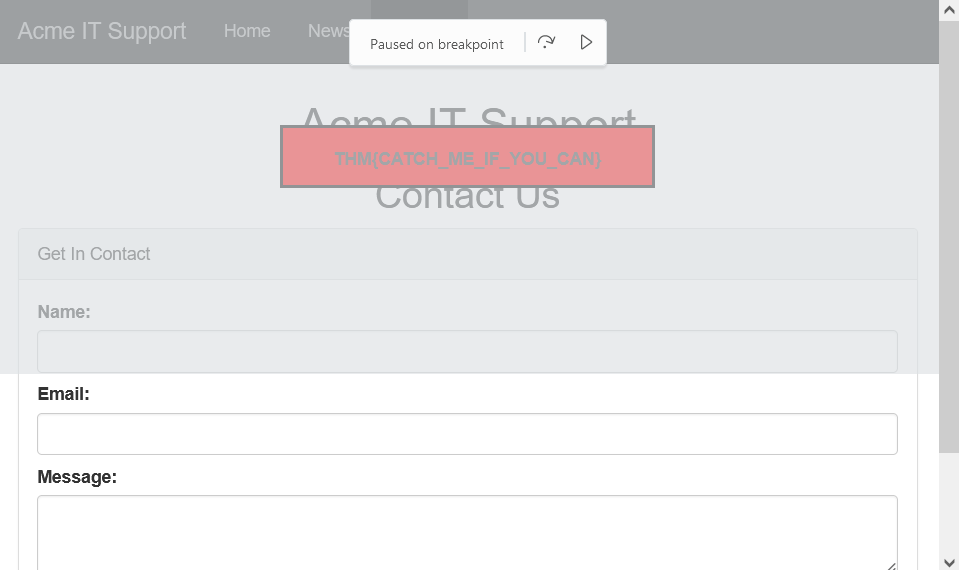 Acme IT Support Home News
Paused on breakpoint
Acme IT Support
THM{CATCH_ME_IF_YOU_CAN}
Contact Us
Get In Contact
Name:
Email:
Message: